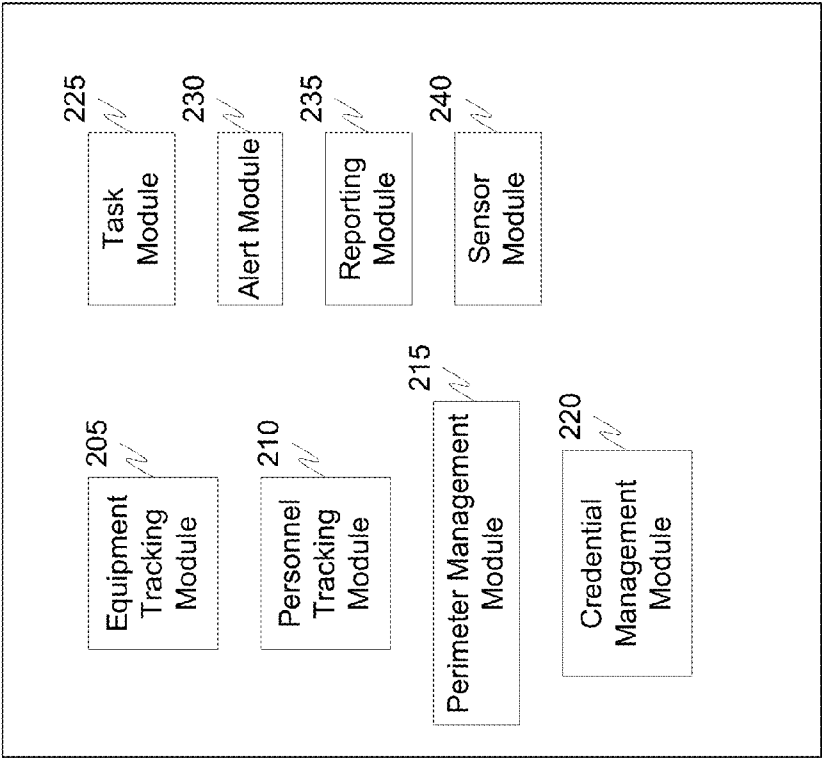 Equipment
Tracking
Module
205
Personnel
Tracking
Module
210
Perimeter Management
Module
215
Credential
Management
Module
220
Task
Module
225
Alert Module
230
Reporting
Module
235
Sensor
Module
240